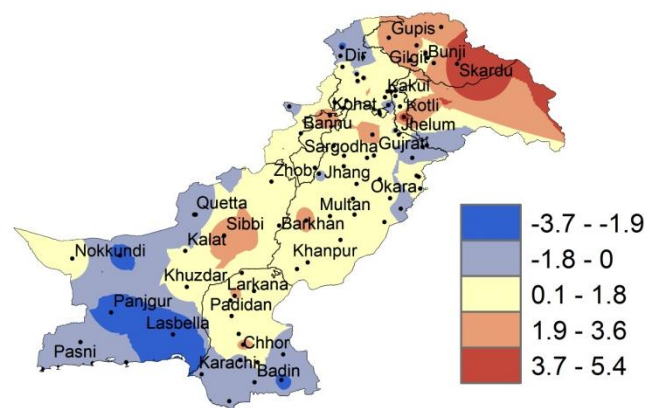 Gupis
Dir
Gilgit
Bunji
Skardu
Kakul
Kohat
Kotli
Bannu
Jhelum
Sargodha
Gujrat
Zhob
Jhang
Okara
Quetta
Multan
Sibbi
Barkhan
Nokkundi
Kalat
Khanpur
Khuzdar
Larkana
Panjgur
Padidan
Lasbella
Pasni
Chhor
Karachi
Badin
-3.7 - -1.9
-1.8 - 0
0.1 - 1.8
1.9 - 3.6
3.7 - 5.4